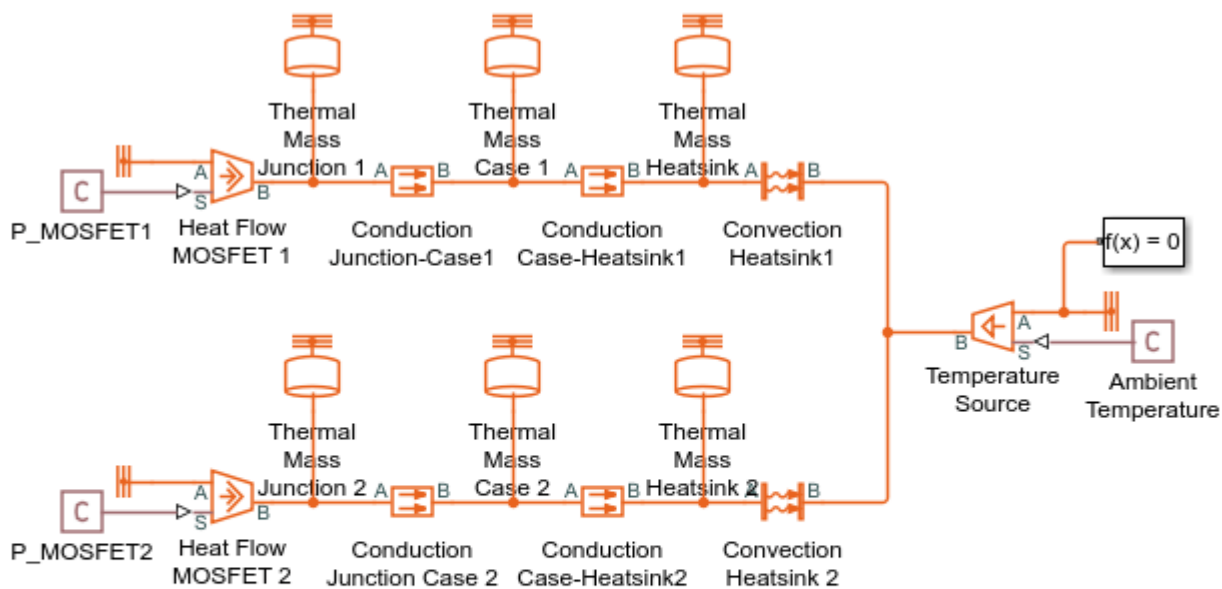 Thermal
Mass
Junction 1
Thermal
Mass
Case 1
Thermal
Mass
Heatsink
A
S
B
A
B
A
B
A
B
C
P_MOSFET1
Heat Flow
MOSFET 1
Conduction
Junction-Case1
Conduction
Case-Heatsink1
Convection
Heatsink1
f(x) = 0
A
B
S
C
Temperature
Source
Ambient
Temperature
Thermal
Mass
Junction 2
Thermal
Mass
Case 2
Thermal
Mass
Heatsink 2
A
S
B
A
B
A
B
A
B
C
P_MOSFET2
Heat Flow
MOSFET 2
Conduction
Junction Case 2
Conduction
Case-Heatsink2
Convection
Heatsink 2